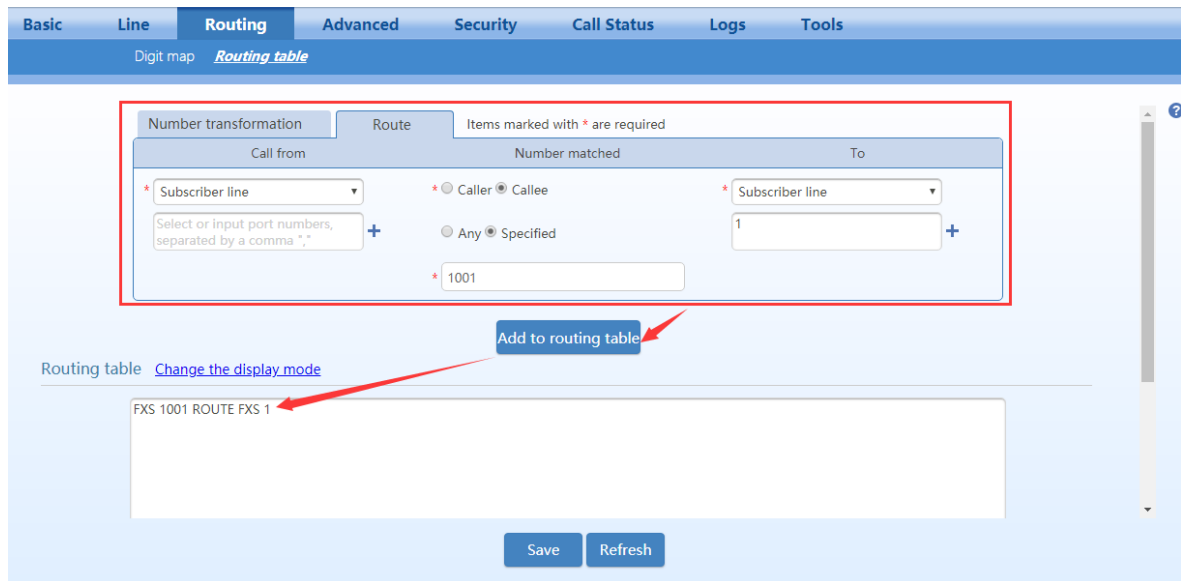 Basic Line Routing Advanced Security Call Status Logs Tools
Digit map Routing table
?
Number transformation Route Items marked with * are required
Call from Number matched To
* Subscriber line * Caller Callee * Subscriber line
Select or input port numbers, separated by a comma "," + Any Specified 1 +
* 1001
Add to routing table
Routing table Change the display mode
FXS 1001 ROUTE FXS 1
Save Refresh